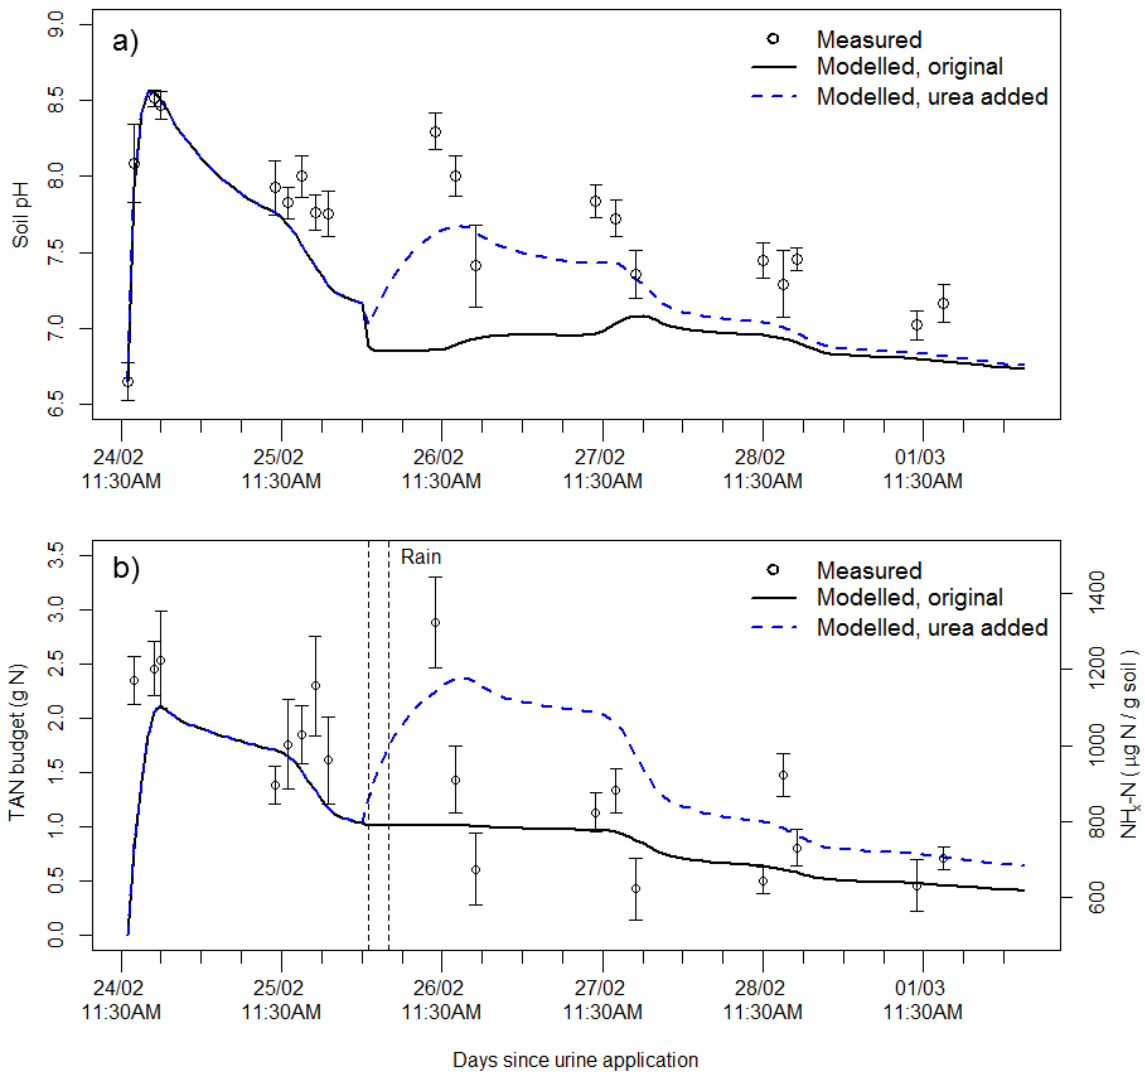 a)
Measured
Modelled, original
Modelled, urea added
Soil pH
9.0
8.5
8.0
7.5
7.0
6.5
24/02 25/02 26/02 27/02 28/02 01/03
11:30AM 11:30AM 11:30AM 11:30AM 11:30AM 11:30AM
b)
Rain
Measured
Modelled, original
Modelled, urea added
TAN budget (g N)
3.5
3.0
2.5
2.0
1.5
1.0
0.5
0.0
1400
1200
1000
800
600
NHx-N ( µg N / g soil )
24/02 25/02 26/02 27/02 28/02 01/03
11:30AM 11:30AM 11:30AM 11:30AM 11:30AM 11:30AM
Days since urine application